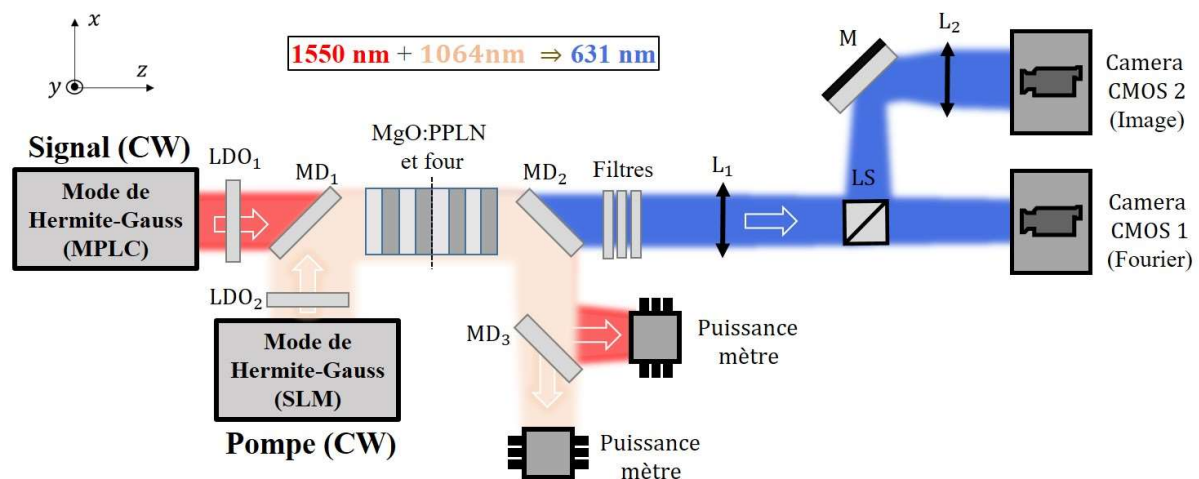 x
y
z
1550 nm + 1064nm ⇒ 631 nm
Signal (CW)
Mode de
Hermite-Gauss
(MPLC)
LDO₁
MD₁
MgO:PPLN
et four
MD₂
Filtres
L₁
LS
M
L₂
Camera
CMOS 2
(Image)
Camera
CMOS 1
(Fourier)
LDO₂
Mode de
Hermite-Gauss
(SLM)
Pompe (CW)
MD₃
Puissance
mètre
Puissance
mètre